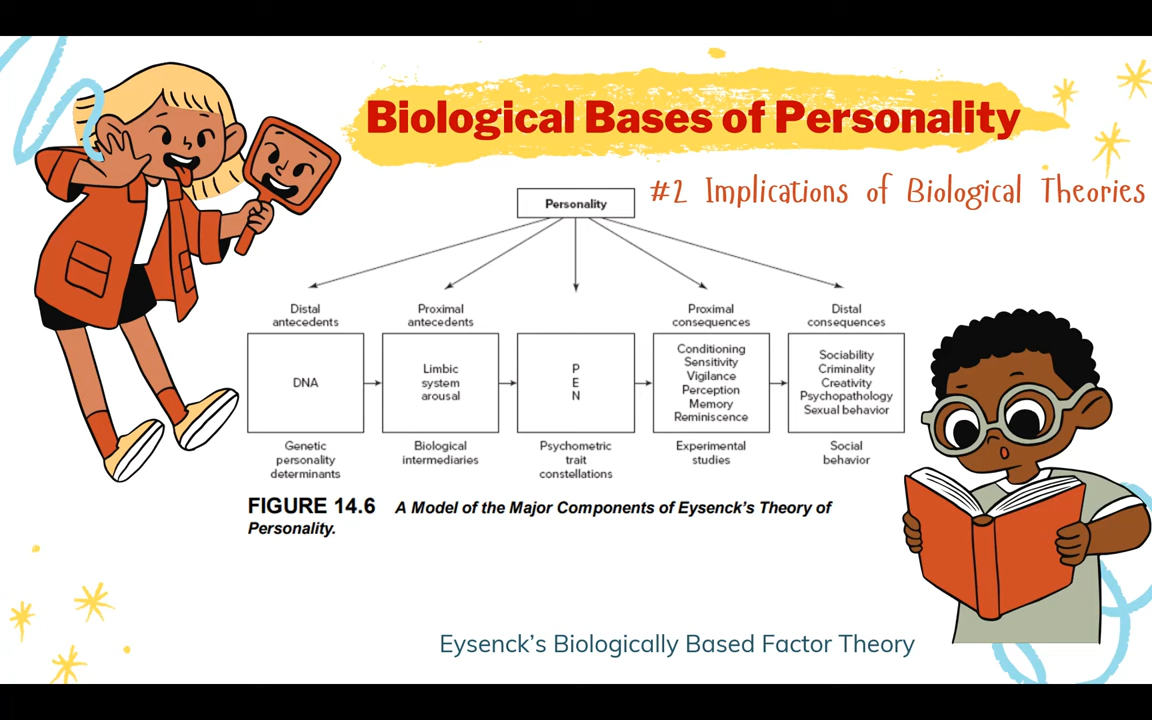 Biological Bases of Personality
#2 Implications of Biological Theories
Personality
Distal
antecedents
Proximal
antecedents
Proximal
consequences
Distal
consequences
DNA
Limbic
system
arousal
P
E
N
Conditioning
Sensitivity
Vigilance
Perception
Memory
Reminiscence
Sociability
Criminality
Creativity
Psychopathology
Sexual behavior
Genetic
personality
determinants
Biological
intermediaries
Psychometric
trait
constellations
Experimental
studies
Social
behavior
FIGURE 14.6 A Model of the Major Components of Eysenck's Theory of
Personality.
Eysenck's Biologically Based Factor Theory